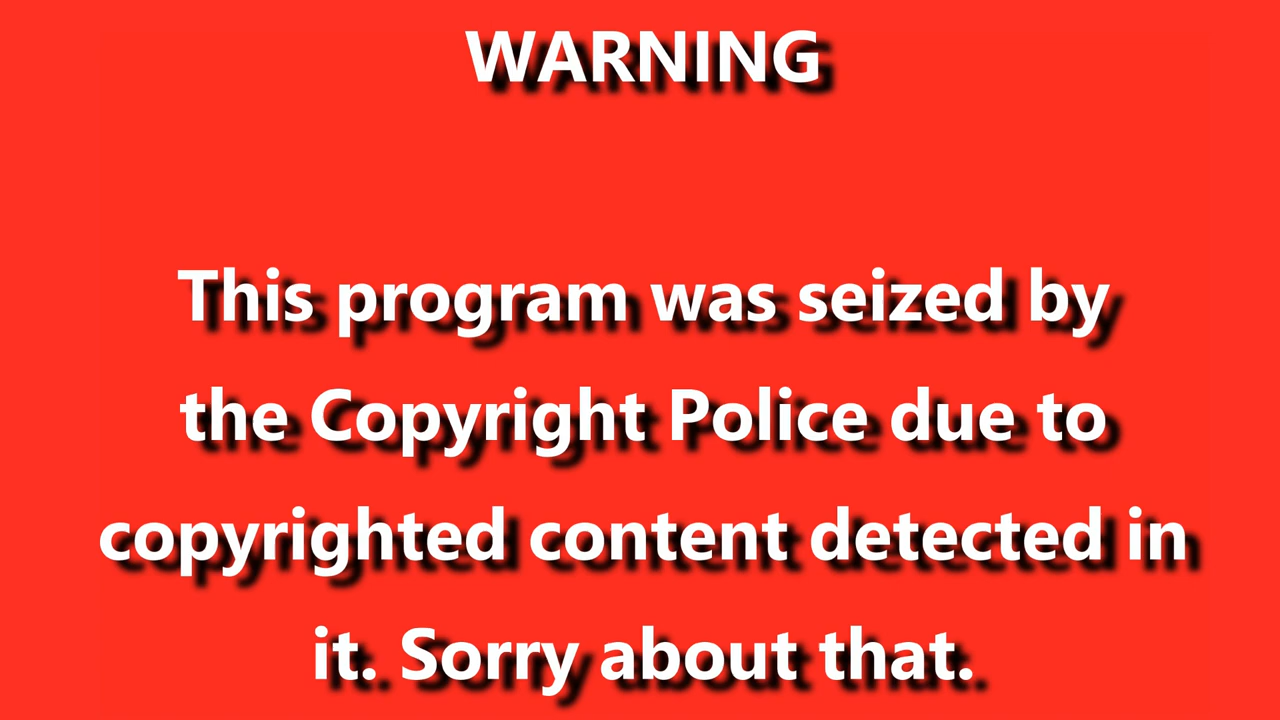 WARNING
This program was seized by
the Copyright Police due to
copyrighted content detected in
it. Sorry about that.